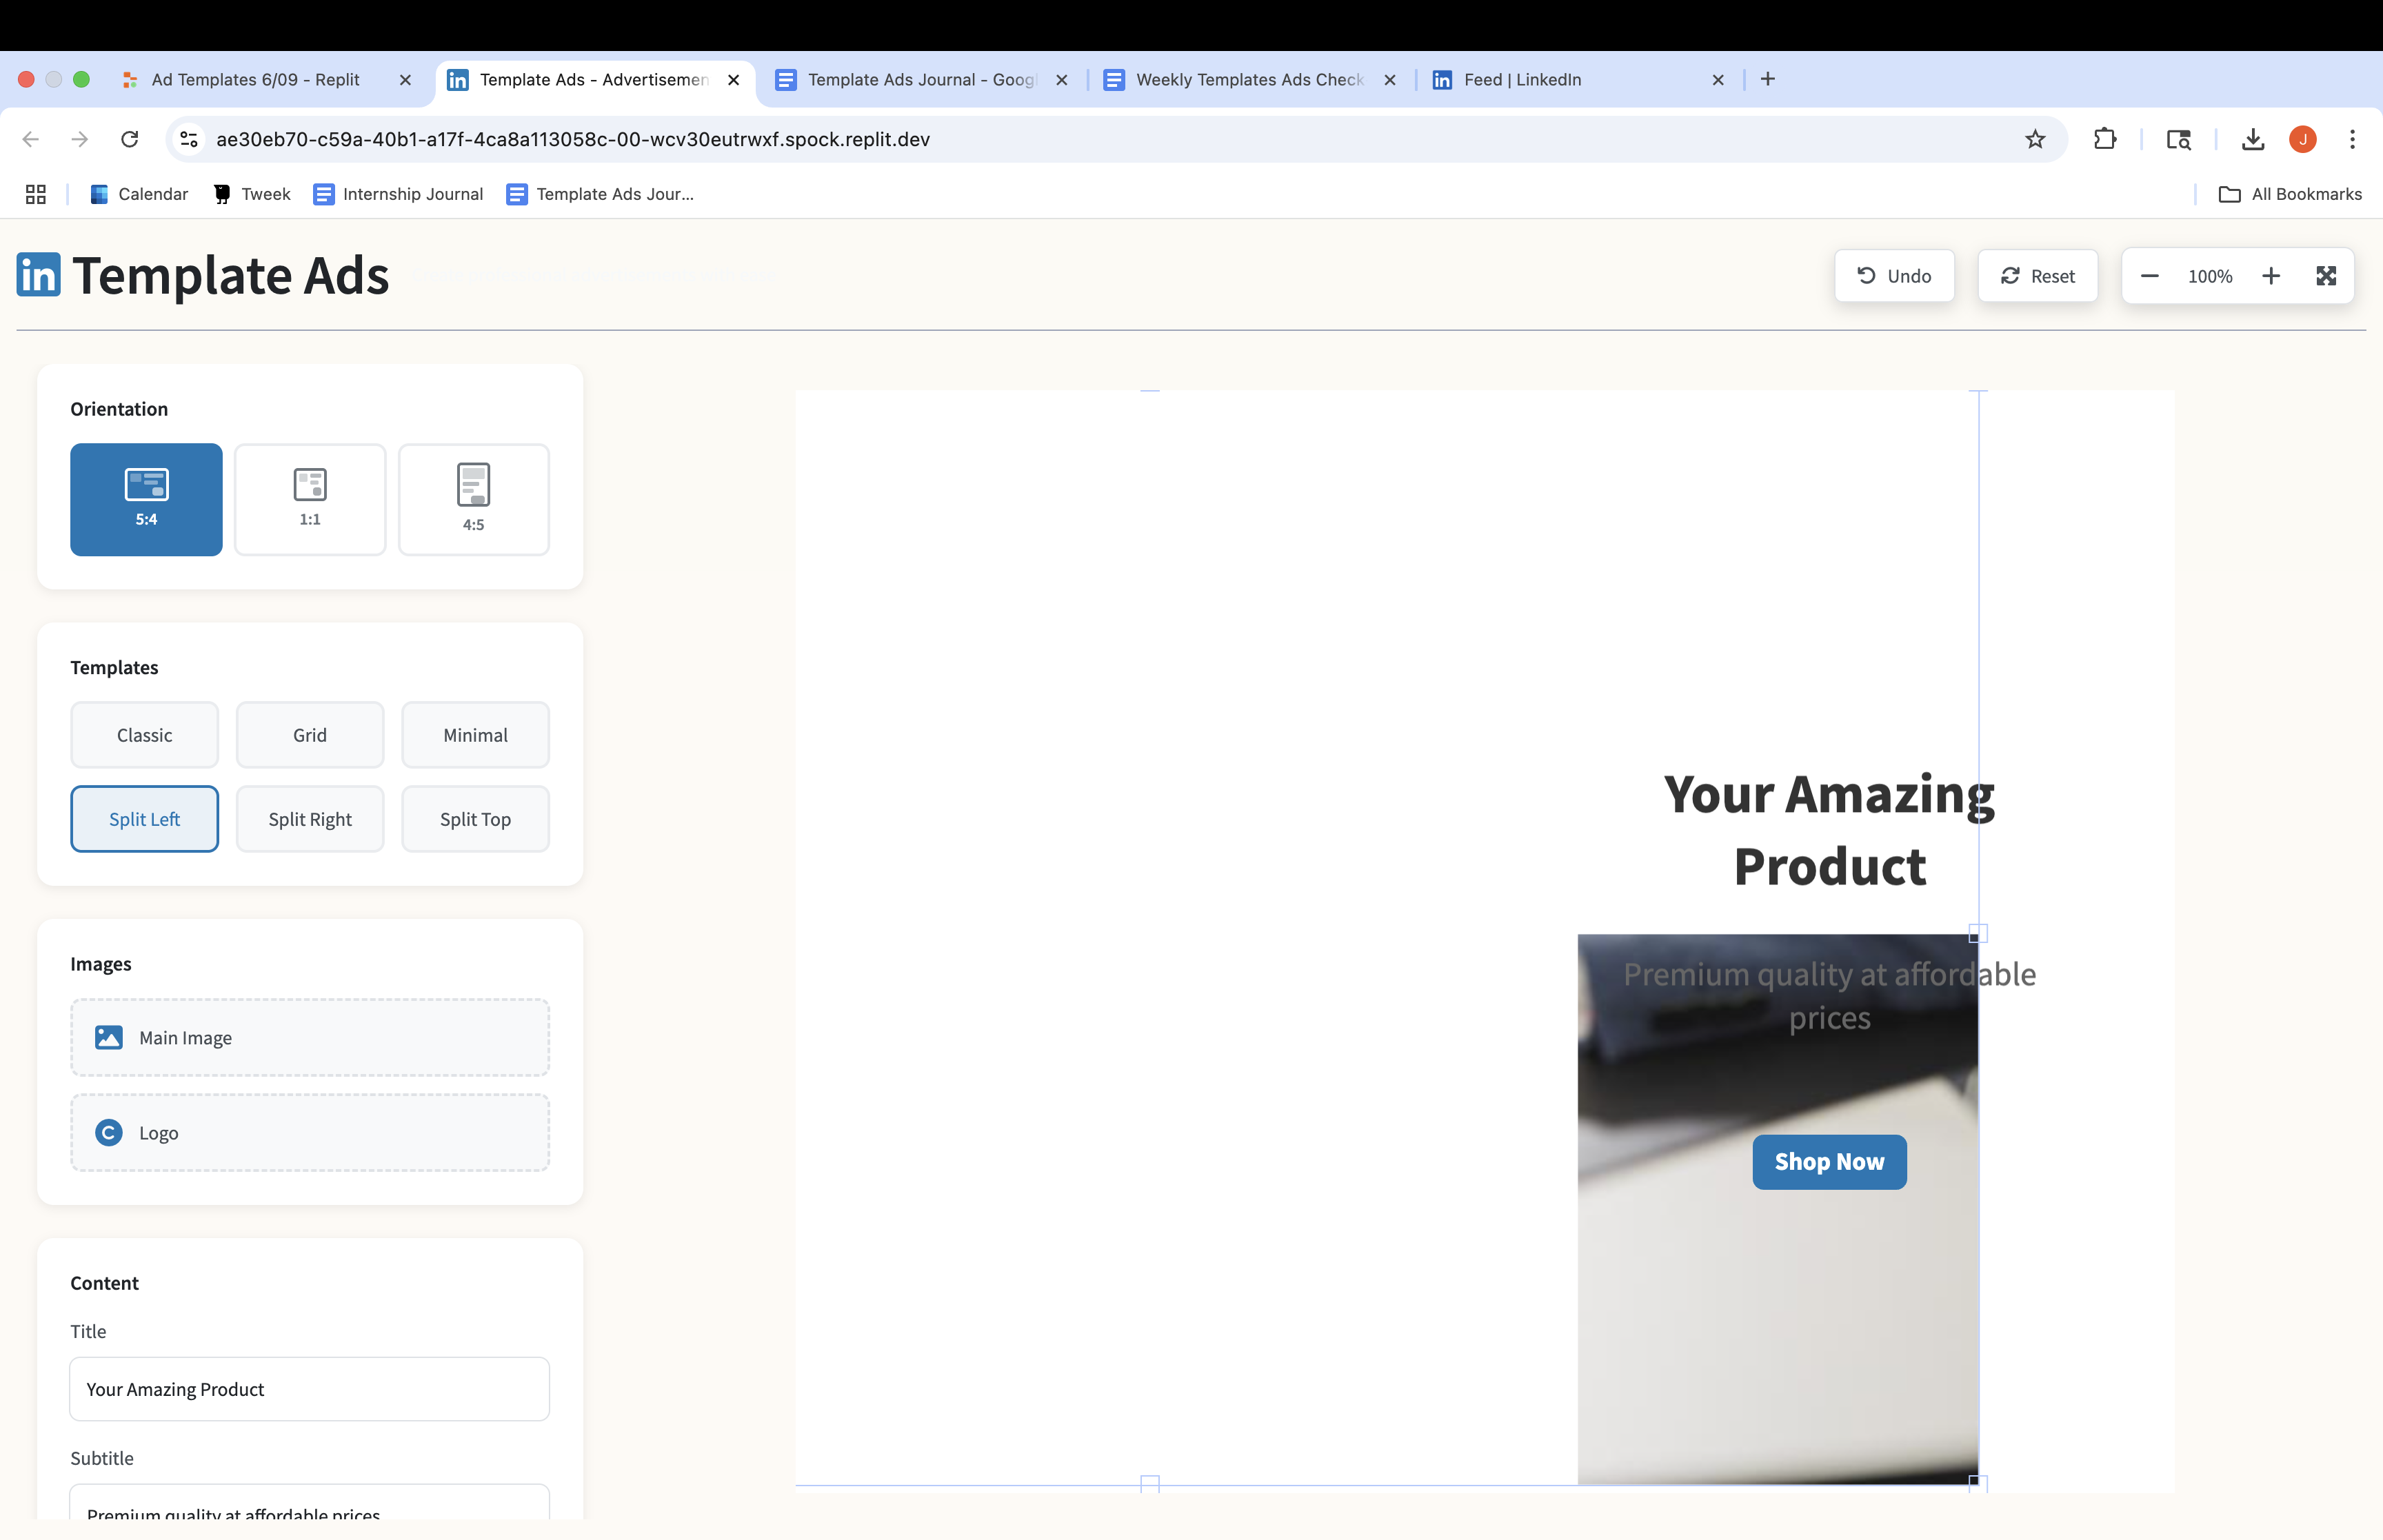 Ad Templates 6/09 - Replit
Template Ads - Advertisemen
Template Ads Journal - Goog
Weekly Templates Ads Check
in Feed | LinkedIn
ae30eb70-c59a-40b1-a17f-4ca8a113058c-00-wcv30eutrwxf.spock.replit.dev
J
Calendar
Tweek
Internship Journal
Template Ads Jour...
All Bookmarks
in Template Ads
Undo
Reset
100%
Orientation
5:4
1:1
4:5
Templates
Classic
Grid
Minimal
Split Left
Split Right
Split Top
Images
Main Image
C Logo
Content
Title
Your Amazing Product
Subtitle
Premium quality at affordable prices
Your Amazing
Product
Premium quality at affordable
prices
Shop Now